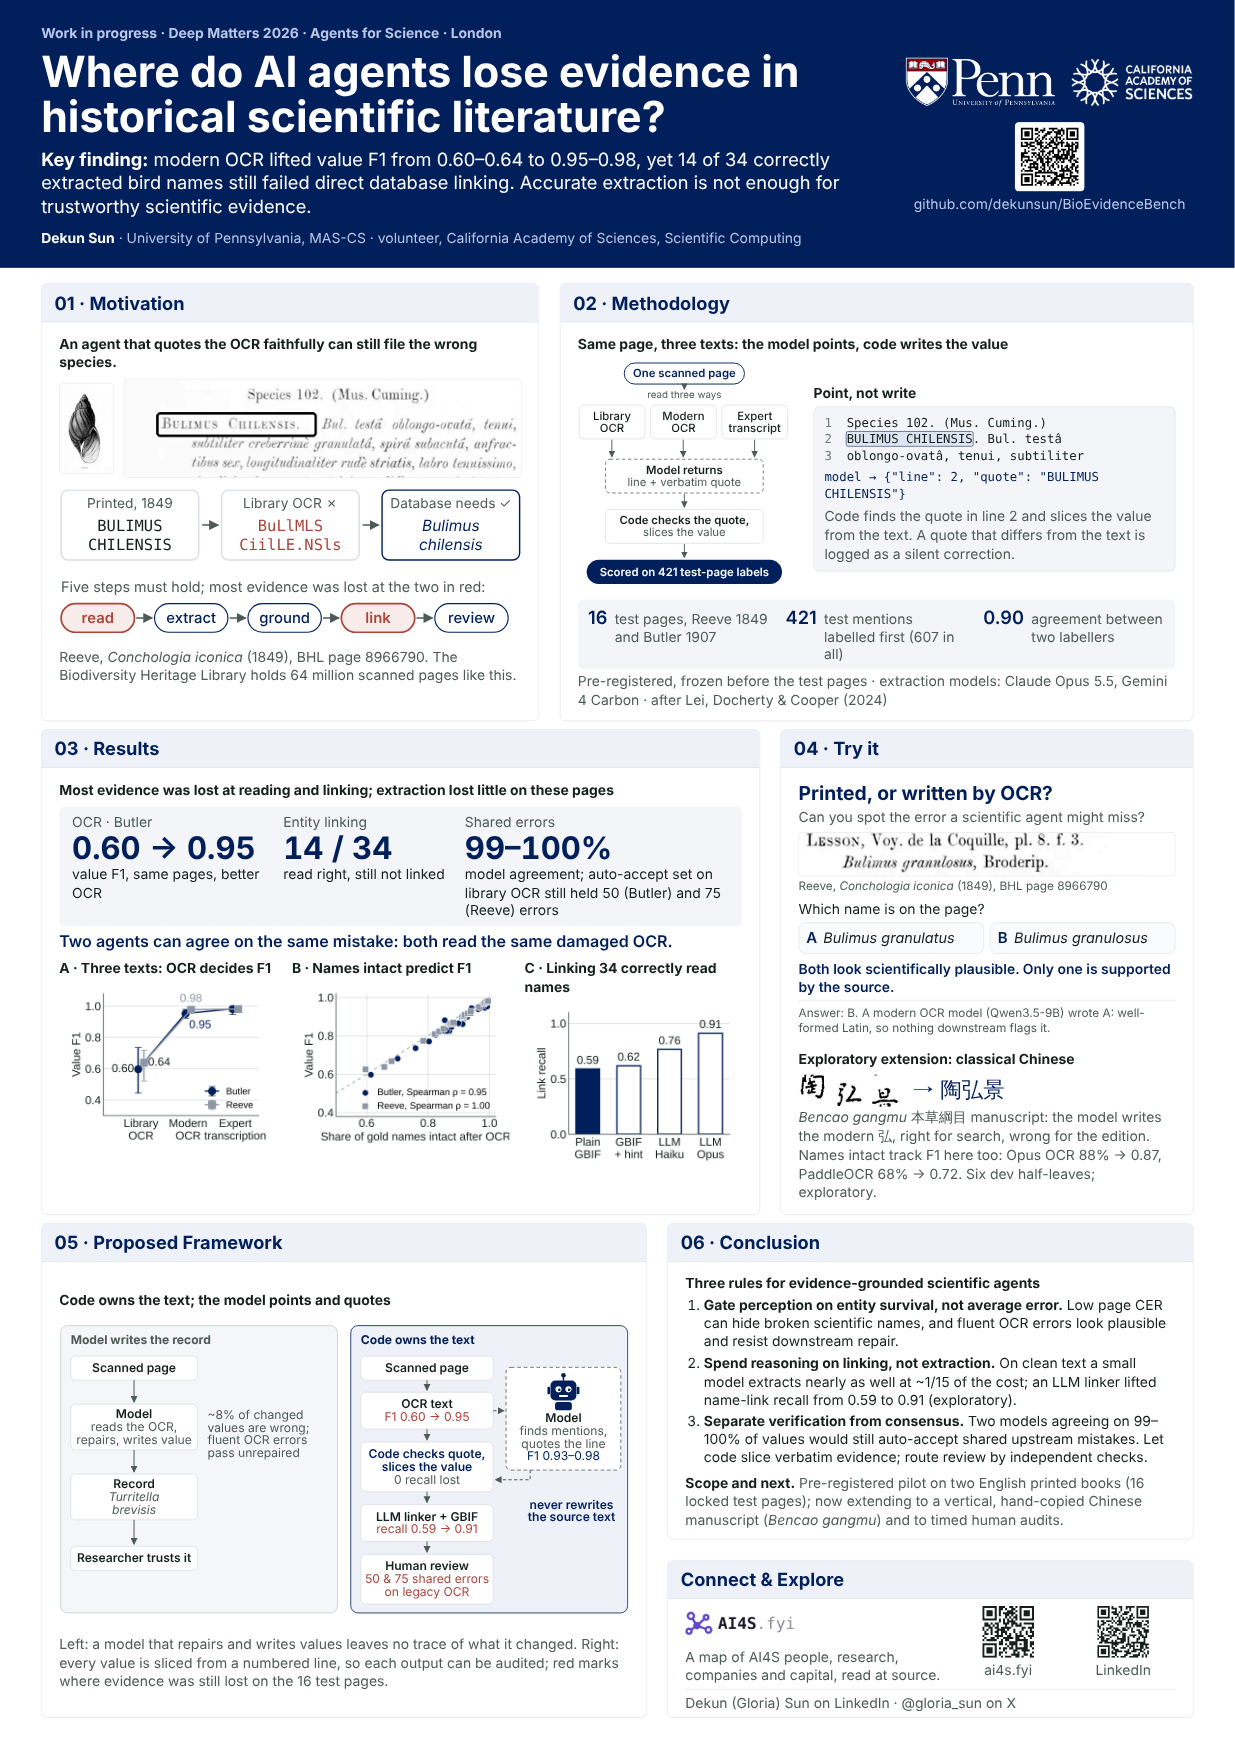 Work in progress · Deep Matters 2026 · Agents for Science · London
Where do AI agents lose evidence in
historical scientific literature?
Key finding: modern OCR lifted value F1 from 0.60–0.64 to 0.95–0.98, yet 14 of 34 correctly
extracted bird names still failed direct database linking. Accurate extraction is not enough for
trustworthy scientific evidence.
Dekun Sun · University of Pennsylvania, MAS-CS · volunteer, California Academy of Sciences, Scientific Computing
Penn
UNIVERSITY of PENNSYLVANIA
CALIFORNIA
ACADEMY OF
SCIENCES
github.com/dekunsun/BioEvidenceBench
01 · Motivation
An agent that quotes the OCR faithfully can still file the wrong
species.
Species 102. (Mus. Cuming.)
BULIMUS CHILENSIS. Bul. testâ oblongo-ovatâ, tenui,
subtiliter creberrimè granulatâ, spirâ subacutâ, anfrac-
tibus sex, longitudinaliter rudè striatis, labro tenuissimo,
Printed, 1849
BULIMUS
CHILENSIS
Library OCR ×
BuLlMLS
CiilLE.NSls
Database needs ✓
Bulimus
chilensis
Five steps must hold; most evidence was lost at the two in red:
read
extract
ground
link
review
Reeve, Conchologia iconica (1849), BHL page 8966790. The
Biodiversity Heritage Library holds 64 million scanned pages like this.
02 · Methodology
Same page, three texts: the model points, code writes the value
One scanned page
read three ways
Library
OCR
Modern
OCR
Expert
transcript
Model returns
line + verbatim quote
Code checks the quote,
slices the value
Scored on 421 test-page labels
Point, not write
1 Species 102. (Mus. Cuming.)
2 BULIMUS CHILENSIS. Bul. testâ
3 oblongo-ovatâ, tenui, subtiliter
model → {"line": 2, "quote": "BULIMUS
CHILENSIS"}
Code finds the quote in line 2 and slices the value
from the text. A quote that differs from the text is
logged as a silent correction.
16 test pages, Reeve 1849
and Butler 1907
421 test mentions
labelled first (607 in
all)
0.90 agreement between
two labellers
Pre-registered, frozen before the test pages · extraction models: Claude Opus 5.5, Gemini
4 Carbon · after Lei, Docherty & Cooper (2024)
03 · Results
Most evidence was lost at reading and linking; extraction lost little on these pages
OCR · Butler
0.60 → 0.95
value F1, same pages, better
OCR
Entity linking
14 / 34
read right, still not linked
Shared errors
99–100%
model agreement; auto-accept set on
library OCR still held 50 (Butler) and 75
(Reeve) errors
Two agents can agree on the same mistake: both read the same damaged OCR.
A · Three texts: OCR decides F1
Value F1
1.0
0.8
0.6
0.4
0.98
0.95
0.60
0.64
Butler
Reeve
Library
OCR
Modern
OCR
Expert
transcription
B · Names intact predict F1
Value F1
1.0
0.8
0.6
0.4
Butler, Spearman ρ = 0.95
Reeve, Spearman ρ = 1.00
0.6 0.8 1.0
Share of gold names intact after OCR
C · Linking 34 correctly read
names
Link recall
1.0
0.5
0.0
0.59
0.62
0.76
0.91
Plain
GBIF
GBIF
+ hint
LLM
Haiku
LLM
Opus
04 · Try it
Printed, or written by OCR?
Can you spot the error a scientific agent might miss?
LESSON, Voy. de la Coquille, pl. 8. f. 3.
Bulimus granulosus, Broderip.
Reeve, Conchologia iconica (1849), BHL page 8966790
Which name is on the page?
A Bulimus granulatus
B Bulimus granulosus
Both look scientifically plausible. Only one is supported
by the source.
Answer: B. A modern OCR model (Qwen3.5-9B) wrote A: well-
formed Latin, so nothing downstream flags it.
Exploratory extension: classical Chinese
→ 陶弘景
Bencao gangmu 本草綱目 manuscript: the model writes
the modern 弘, right for search, wrong for the edition.
Names intact track F1 here too: Opus OCR 88% → 0.87,
PaddleOCR 68% → 0.72. Six dev half-leaves;
exploratory.
05 · Proposed Framework
Code owns the text; the model points and quotes
Model writes the record
Scanned page
Model
reads the OCR,
repairs, writes value
~8% of changed
values are wrong;
fluent OCR errors
pass unrepaired
Record
Turritella
brevisis
Researcher trusts it
Code owns the text
Scanned page
OCR text
F1 0.60 → 0.95
Code checks quote,
slices the value
0 recall lost
LLM linker + GBIF
recall 0.59 → 0.91
Human review
50 & 75 shared errors
on legacy OCR
Model
finds mentions,
quotes the line
F1 0.93–0.98
never rewrites
the source text
Left: a model that repairs and writes values leaves no trace of what it changed. Right:
every value is sliced from a numbered line, so each output can be audited; red marks
where evidence was still lost on the 16 test pages.
06 · Conclusion
Three rules for evidence-grounded scientific agents
1. Gate perception on entity survival, not average error. Low page CER
can hide broken scientific names, and fluent OCR errors look plausible
and resist downstream repair.
2. Spend reasoning on linking, not extraction. On clean text a small
model extracts nearly as well at ~1/15 of the cost; an LLM linker lifted
name-link recall from 0.59 to 0.91 (exploratory).
3. Separate verification from consensus. Two models agreeing on 99–
100% of values would still auto-accept shared upstream mistakes. Let
code slice verbatim evidence; route review by independent checks.
Scope and next. Pre-registered pilot on two English printed books (16
locked test pages); now extending to a vertical, hand-copied Chinese
manuscript (Bencao gangmu) and to timed human audits.
Connect & Explore
AI4S.fyi
A map of AI4S people, research,
companies and capital, read at source.
ai4s.fyi
LinkedIn
Dekun (Gloria) Sun on LinkedIn · @gloria_sun on X